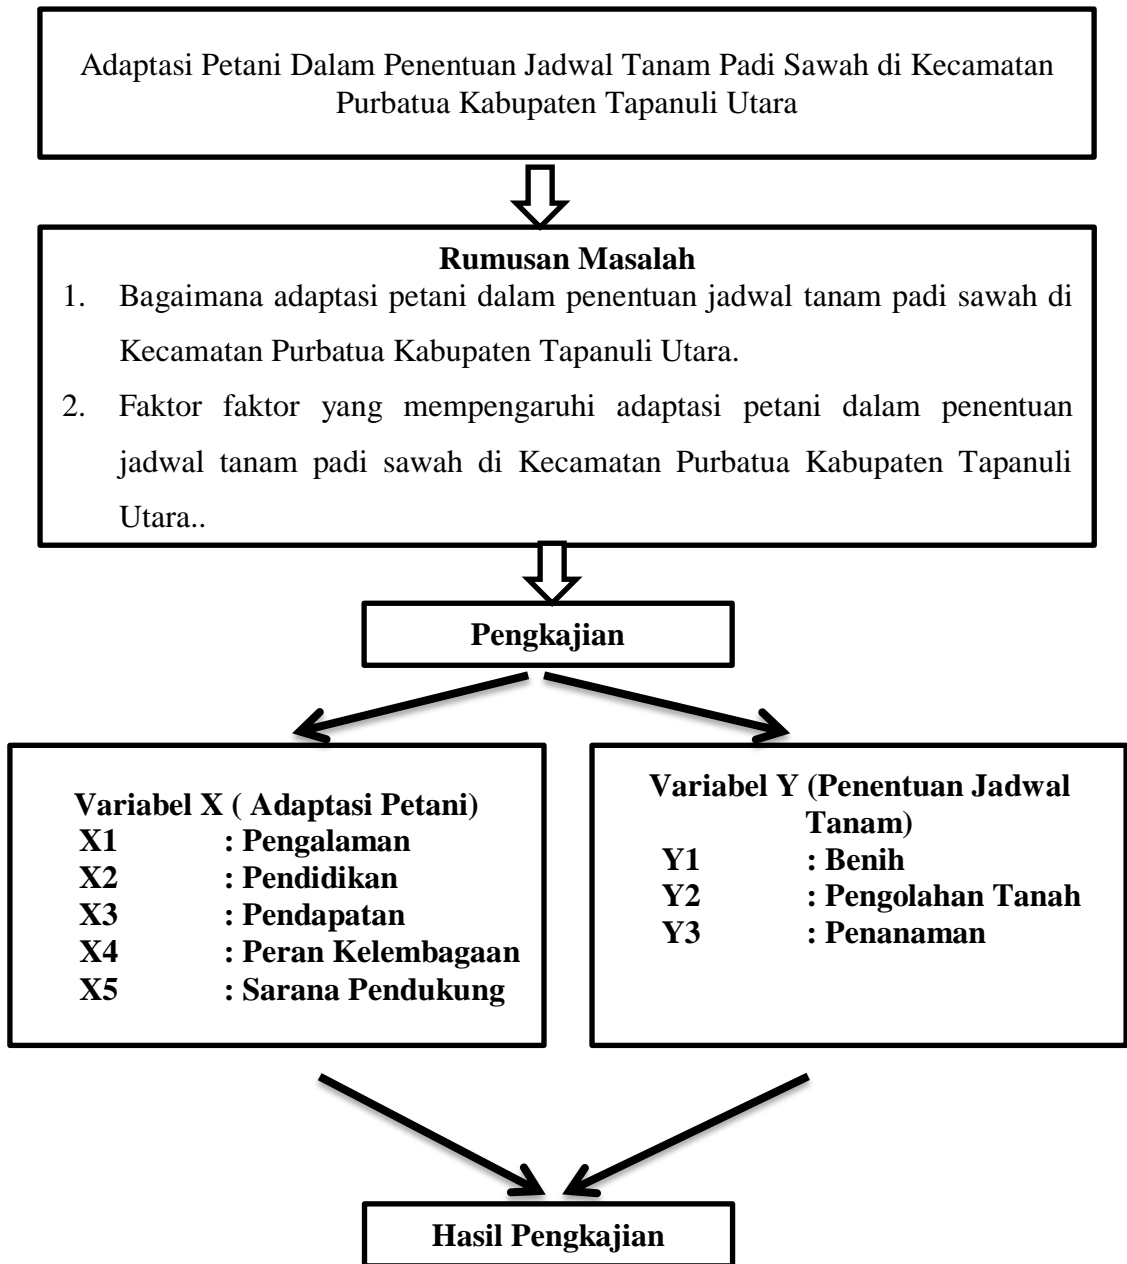 Adaptasi Petani Dalam Penentuan Jadwal Tanam Padi Sawah di Kecamatan
Purbatua Kabupaten Tapanuli Utara
Rumusan Masalah
1. Bagaimana adaptasi petani dalam penentuan jadwal tanam padi sawah di
Kecamatan Purbatua Kabupaten Tapanuli Utara.
2. Faktor faktor yang mempengaruhi adaptasi petani dalam penentuan
jadwal tanam padi sawah di Kecamatan Purbatua Kabupaten Tapanuli
Utara..
Pengkajian
Variabel X ( Adaptasi Petani)
X1 : Pengalaman
X2 : Pendidikan
X3 : Pendapatan
X4 : Peran Kelembagaan
X5 : Sarana Pendukung
Variabel Y (Penentuan Jadwal
Tanam)
Y1 : Benih
Y2 : Pengolahan Tanah
Y3 : Penanaman
Hasil Pengkajian